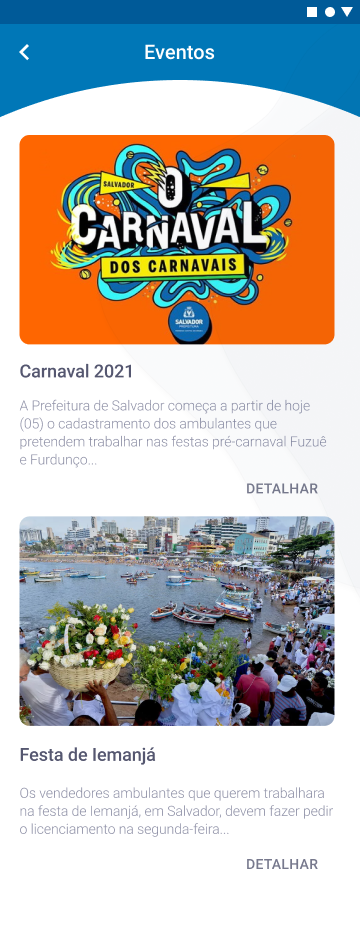 Eventos
SALVADOR
O
CARNAVAL
DOS CARNAVAIS
SALVADOR
PREFEITURA
Carnaval 2021
A Prefeitura de Salvador começa a partir de hoje
(05) o cadastramento dos ambulantes que
pretendem trabalhar nas festas pré-carnaval Fuzuê
e Furdunço...
DETALHAR
Festa de Iemanjá
Os vendedores ambulantes que querem trabalhara
na festa de Iemanjá, em Salvador, devem fazer pedir
o licenciamento na segunda-feira...
DETALHAR